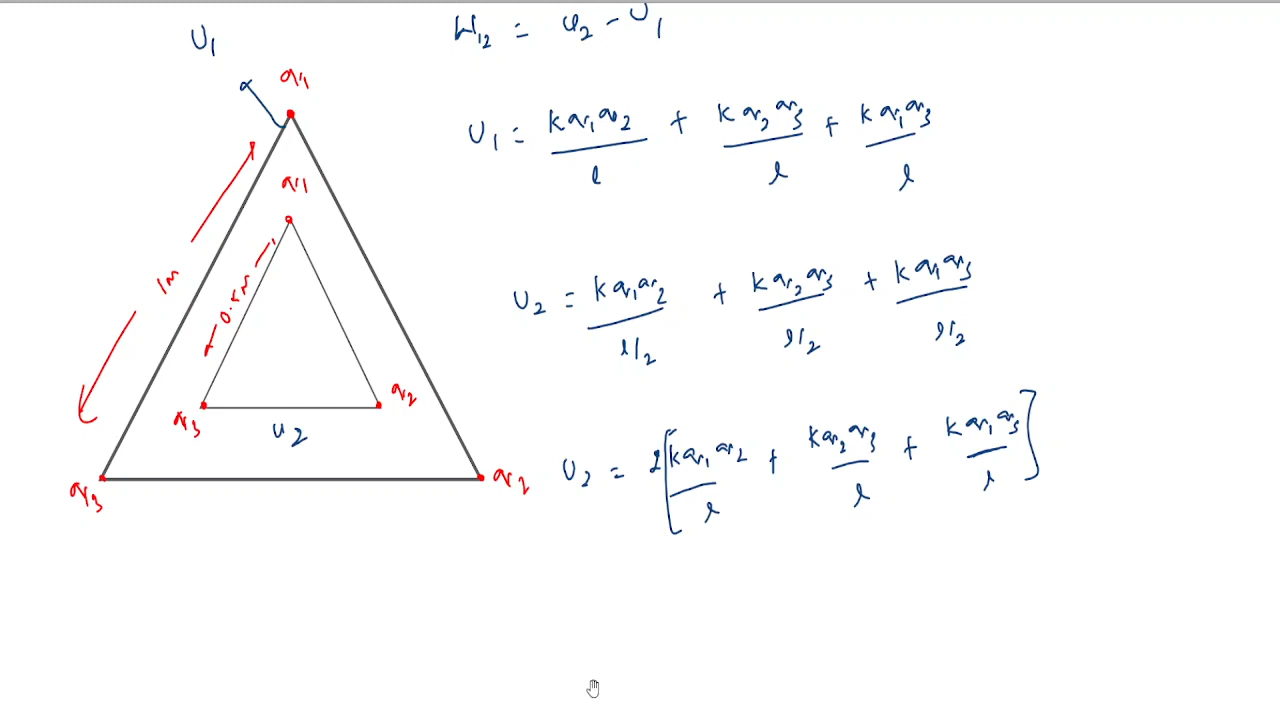 U₁
W₁₂ = U₂ - U₁
q₁
U₁ = kq₁q₂/l + kq₂q₃/l + kq₁q₃/l
q₁
1m
0.5m
U₂ = kq₁q₂/l/2 + kq₂q₃/l/2 + kq₁q₃/l/2
q₃
q₂
U₂
U₂ = 2[kq₁q₂/l + kq₂q₃/l + kq₁q₃/l]
q₃
q₂